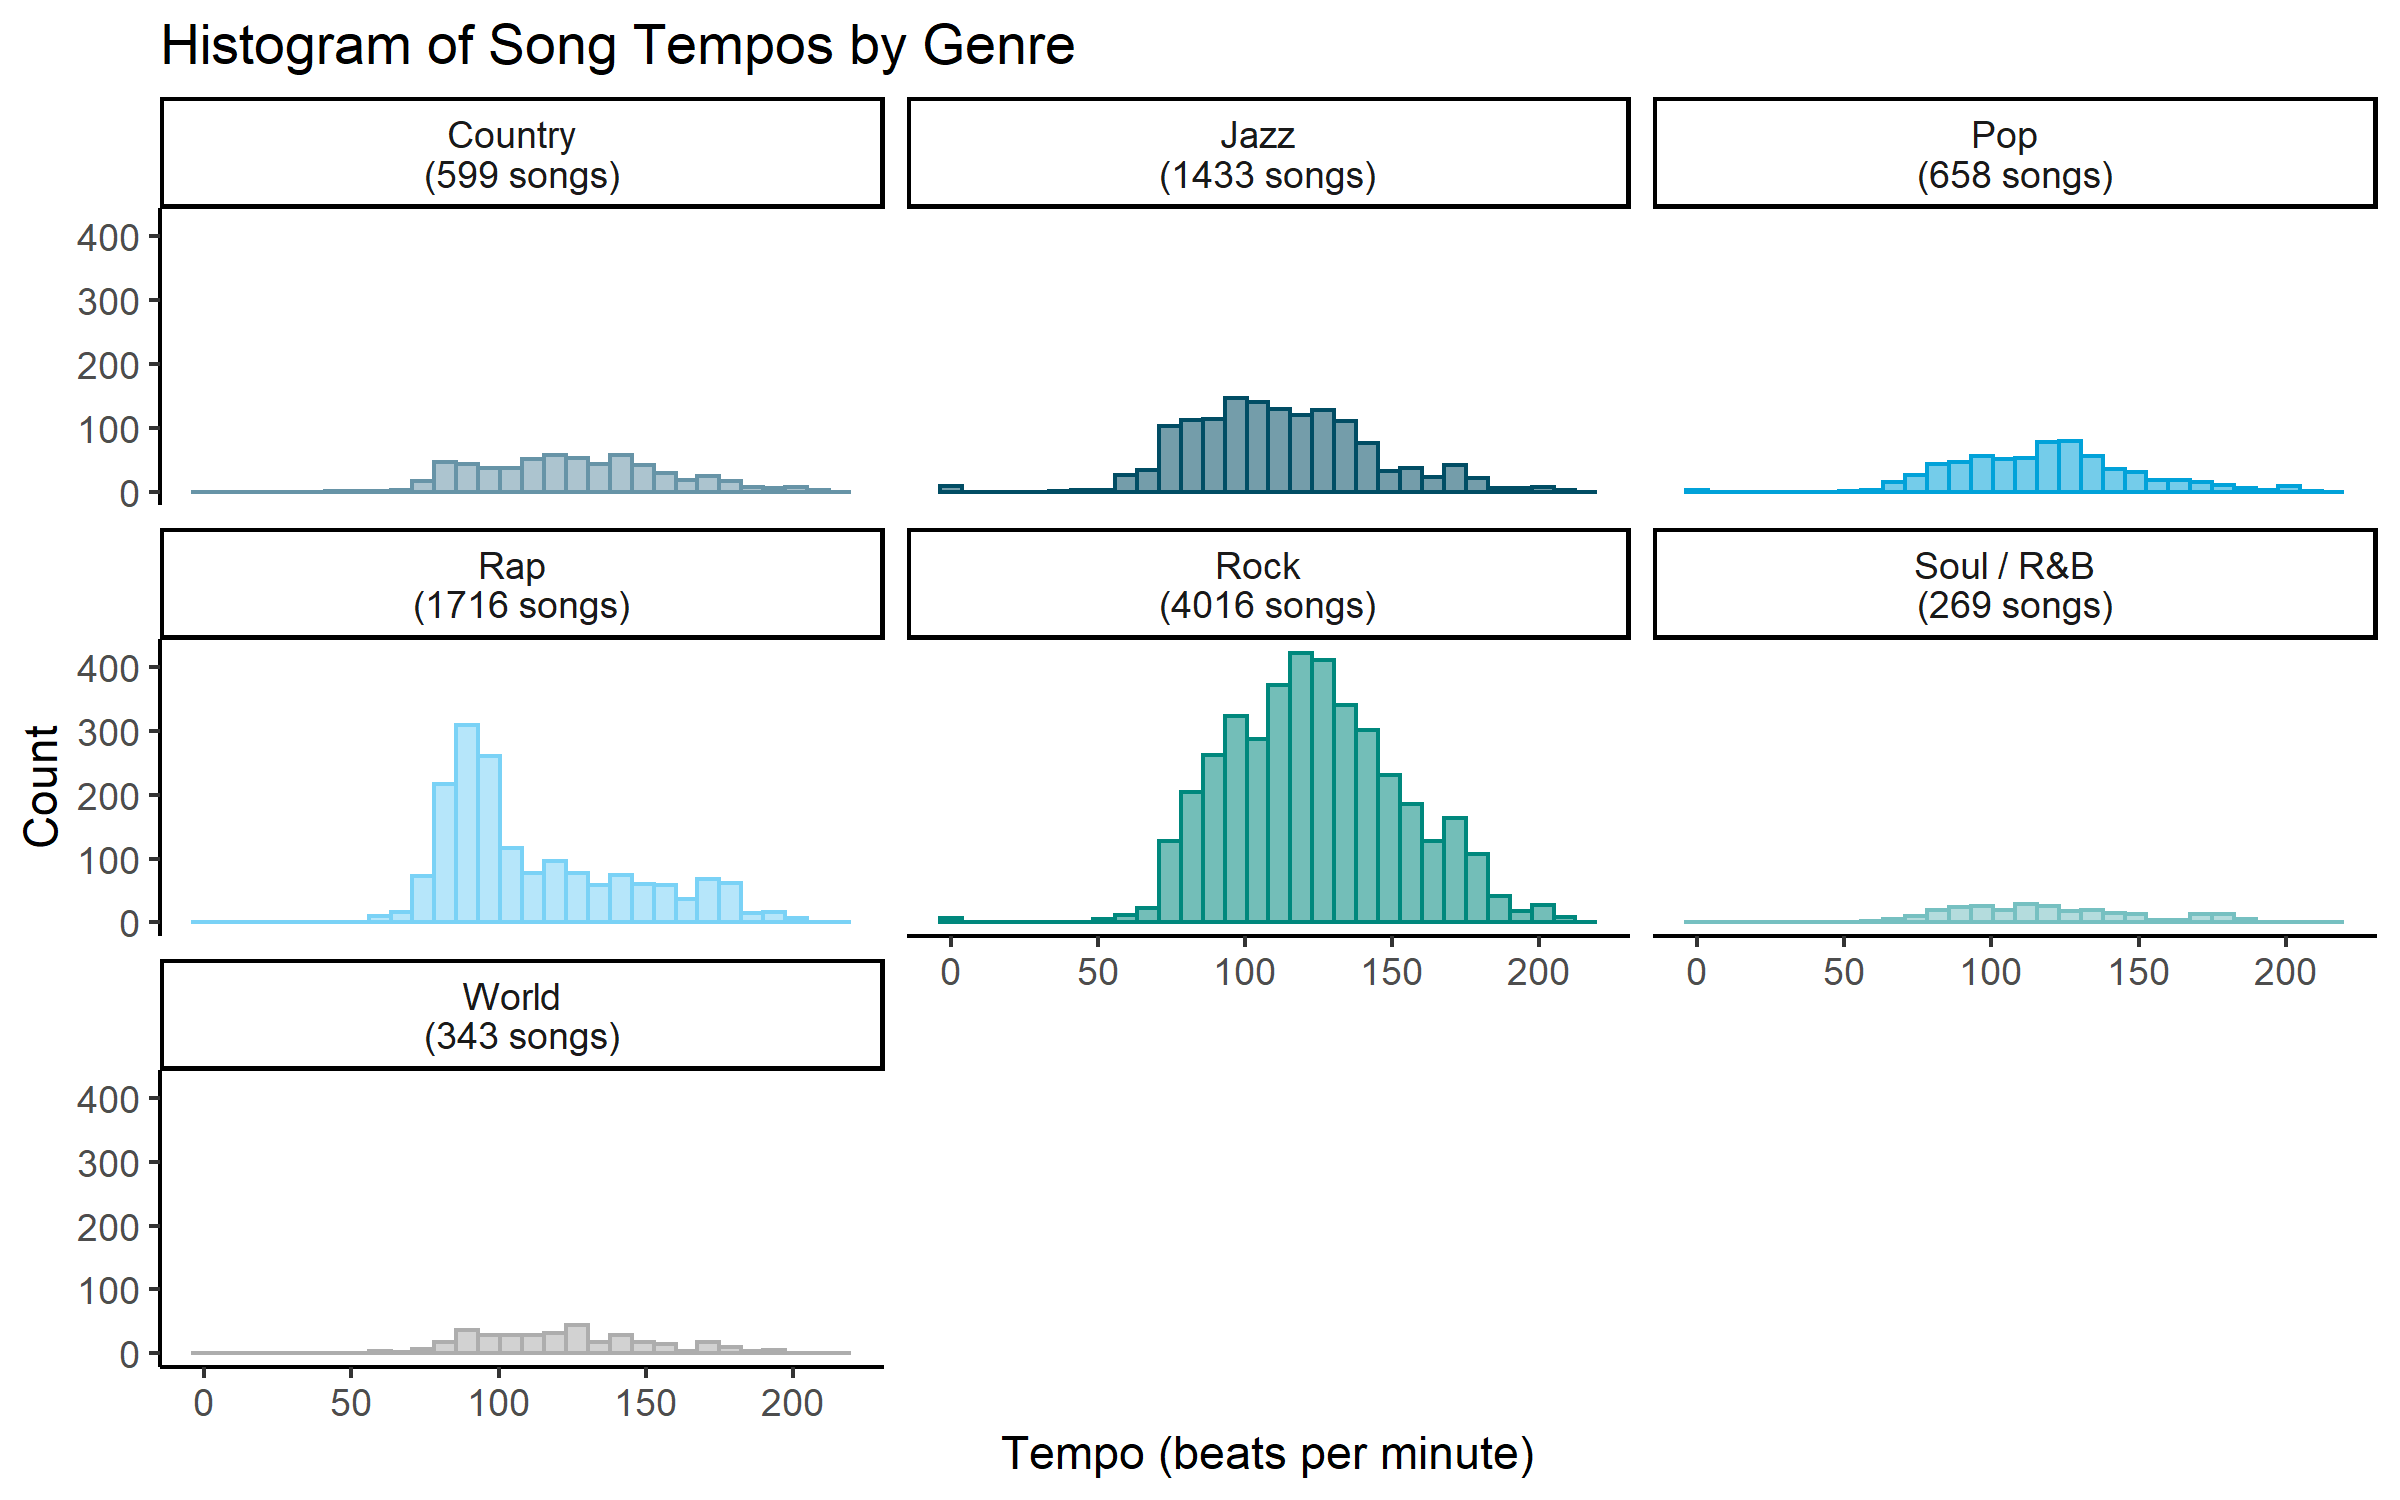 Histogram of Song Tempos by Genre
Country
(599 songs)
Jazz
(1433 songs)
Pop
(658 songs)
400
300
200
100
0
Rap
(1716 songs)
Rock
(4016 songs)
Soul / R&B
(269 songs)
400
300
200
100
0
0 50 100 150 200
0 50 100 150 200
World
(343 songs)
400
300
200
100
0
0 50 100 150 200
Count
Tempo (beats per minute)